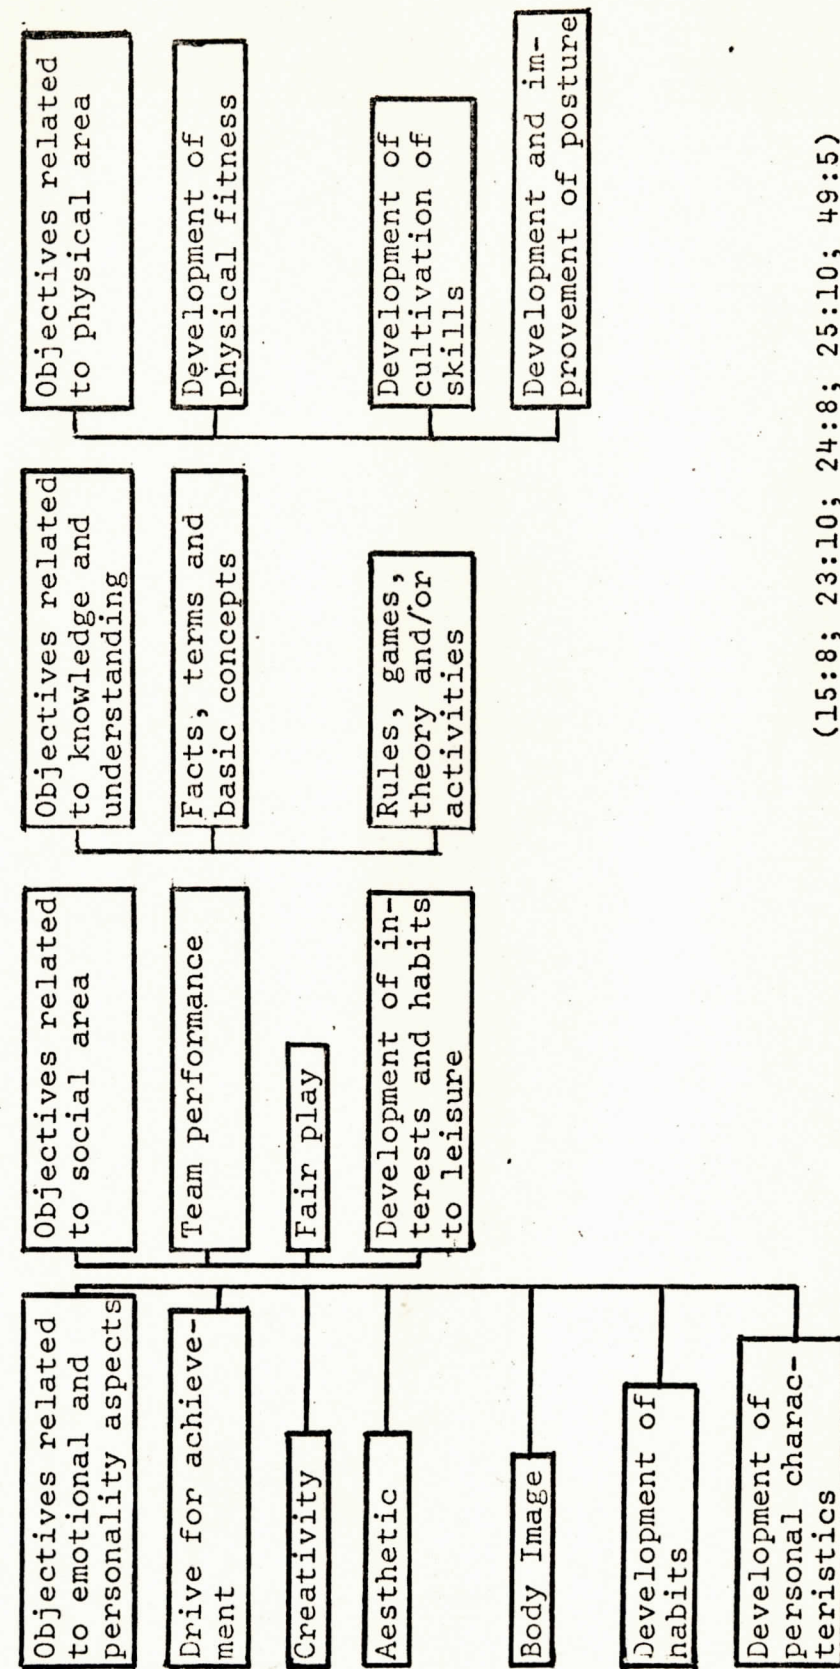 Objectives related
to emotional and
personality aspects
Drive for achieve-
ment
Creativity
Aesthetic
Body Image
Development of
habits
Development of
personal charac-
teristics
Objectives related
to social area
Team performance
Fair play
Development of in-
terests and habits
to leisure
Objectives related
to knowledge and
understanding
Facts, terms and
basic concepts
Rules, games,
theory and/or
activities
Objectives related
to physical area
Development of
physical fitness
Development of
cultivation of
skills
Development and im-
provement of posture
(15:8; 23:10; 24:8; 25:10; 49:5)